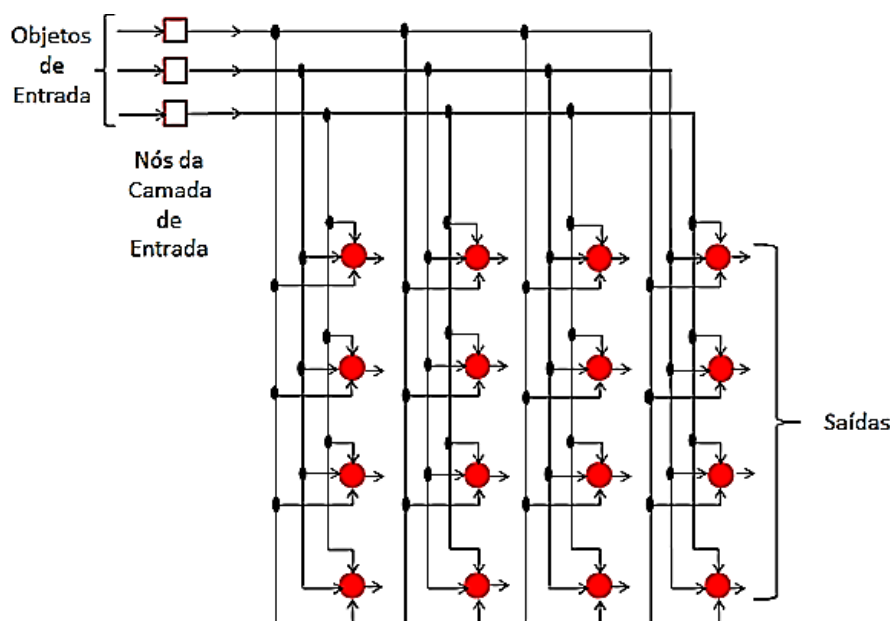 Objetos
de
Entrada
Nós da
Camada
de
Entrada
Saídas